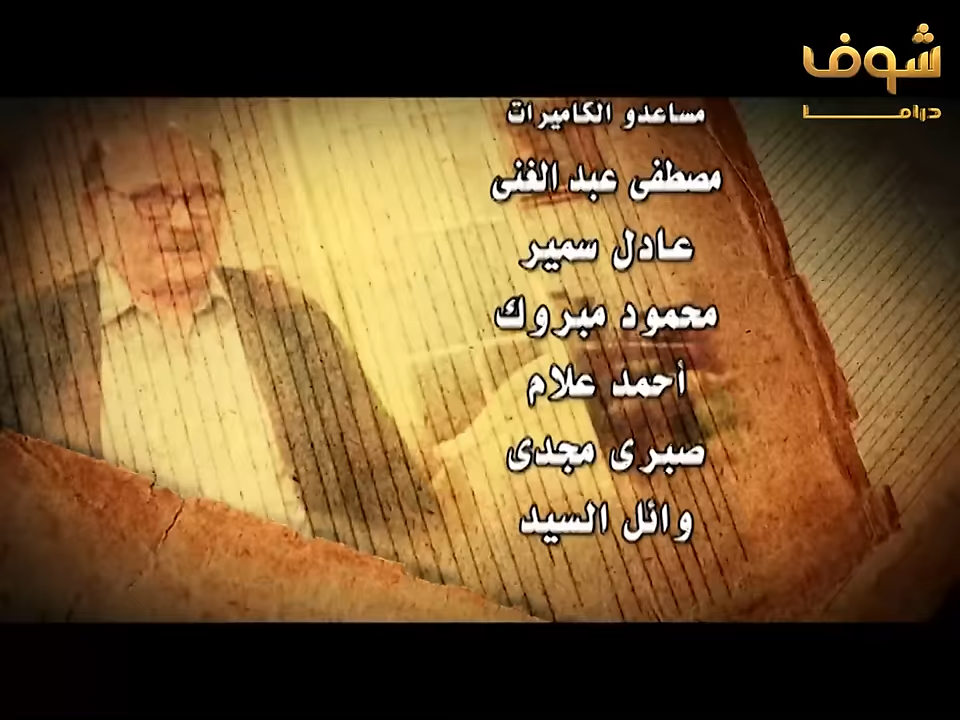 شوف
دراما
مساعدو الكاميرات
مصطفى عبد الغنى
عادل سمير
محمود مبروك
أحمد علام
صبرى مجدى
وائل السيد